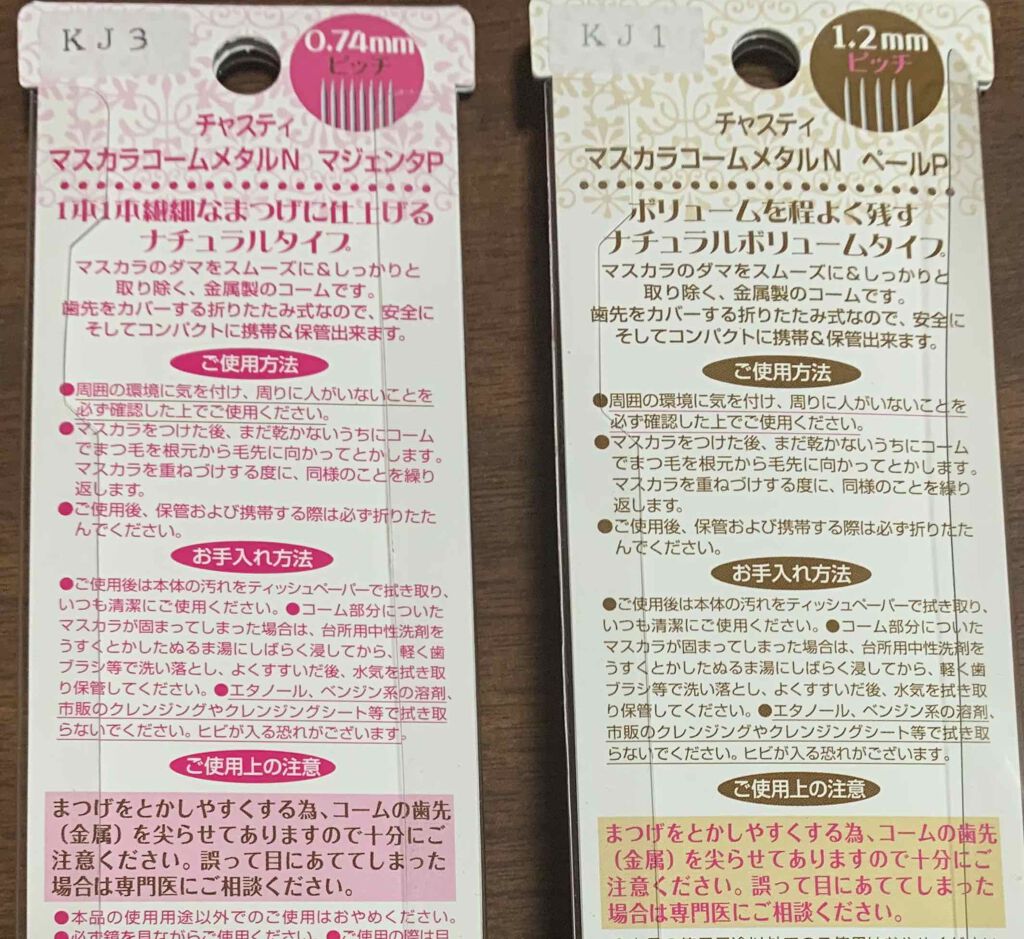 KJ3
0.74mm
ピッチ
チャスティ
マスカラコームメタルN マジェンタP
1本1本繊細なまつげに仕上げる
ナチュラルタイプ
マスカラのダマをスムーズに&しっかりと
取り除く、金属製のコームです。
歯先をカバーする折りたたみ式なので、安全に
そしてコンパクトに携帯&保管出来ます。
ご使用方法
●周囲の環境に気を付け、周りに人がいないことを
必ず確認した上でご使用ください。
●マスカラをつけた後、まだ乾かないうちにコーム
でまつ毛を根元から毛先に向かってとかします。
マスカラを重ねづけする度に、同様のことを繰り
返します。
●ご使用後、保管および携帯する際は必ず折りたた
んでください。
お手入れ方法
●ご使用後は本体の汚れをティッシュペーパーで拭き取り、
いつも清潔にご使用ください。●コーム部分についた
マスカラが固まってしまった場合は、台所用中性洗剤を
うすくとかしたぬるま湯にしばらく浸してから、軽く歯
ブラシ等で洗い落とし、よくすすいだ後、水気を拭き取
り保管してください。●エタノール、ベンジン系の溶剤、
市販のクレンジングやクレンジングシート等で拭き取
らないでください。ヒビが入る恐れがございます。
ご使用上の注意
まつげをとかしやすくする為、コームの歯先
(金属)を尖らせてありますので十分にご
注意ください。誤って目にあててしまった
場合は専門医にご相談ください。
●本品の使用用途以外でのご使用はおやめください。
●必ず鏡を見ながらご使用ください。●ご使用の際は目
KJ1
1.2mm
ピッチ
チャスティ
マスカラコームメタルN ペールP
ボリュームを程よく残す
ナチュラルボリュームタイプ
マスカラのダマをスムーズに&しっかりと
取り除く、金属製のコームです。
歯先をカバーする折りたたみ式なので、安全に
そしてコンパクトに携帯&保管出来ます。
ご使用方法
●周囲の環境に気を付け、周りに人がいないことを
必ず確認した上でご使用ください。
●マスカラをつけた後、まだ乾かないうちにコーム
でまつ毛を根元から毛先に向かってとかします。
マスカラを重ねづけする度に、同様のことを繰り
返します。
●ご使用後、保管および携帯する際は必ず折りたた
んでください。
お手入れ方法
●ご使用後は本体の汚れをティッシュペーパーで拭き取り、
いつも清潔にご使用ください。●コーム部分についた
マスカラが固まってしまった場合は、台所用中性洗剤を
うすくとかしたぬるま湯にしばらく浸してから、軽く歯
ブラシ等で洗い落とし、よくすすいだ後、水気を拭き取
り保管してください。●エタノール、ベンジン系の溶剤、
市販のクレンジングやクレンジングシート等で拭き取
らないでください。ヒビが入る恐れがございます。
ご使用上の注意
まつげをとかしやすくする為、コームの歯先
(金属)を尖らせてありますので十分にご
注意ください。誤って目にあててしまった
場合は専門医にご相談ください。